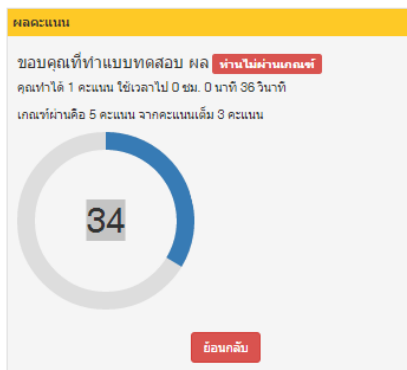 ผลคะแนน
ขอบคุณที่ทำแบบทดสอบ ผล ท่านไม่ผ่านเกณฑ์
คุณทำได้ 1 คะแนน ใช้เวลาไป 0 ชม. 0 นาที 36 วินาที
เกณฑ์ผ่านคือ 5 คะแนน จากคะแนนเต็ม 3 คะแนน
34
ย้อนกลับ